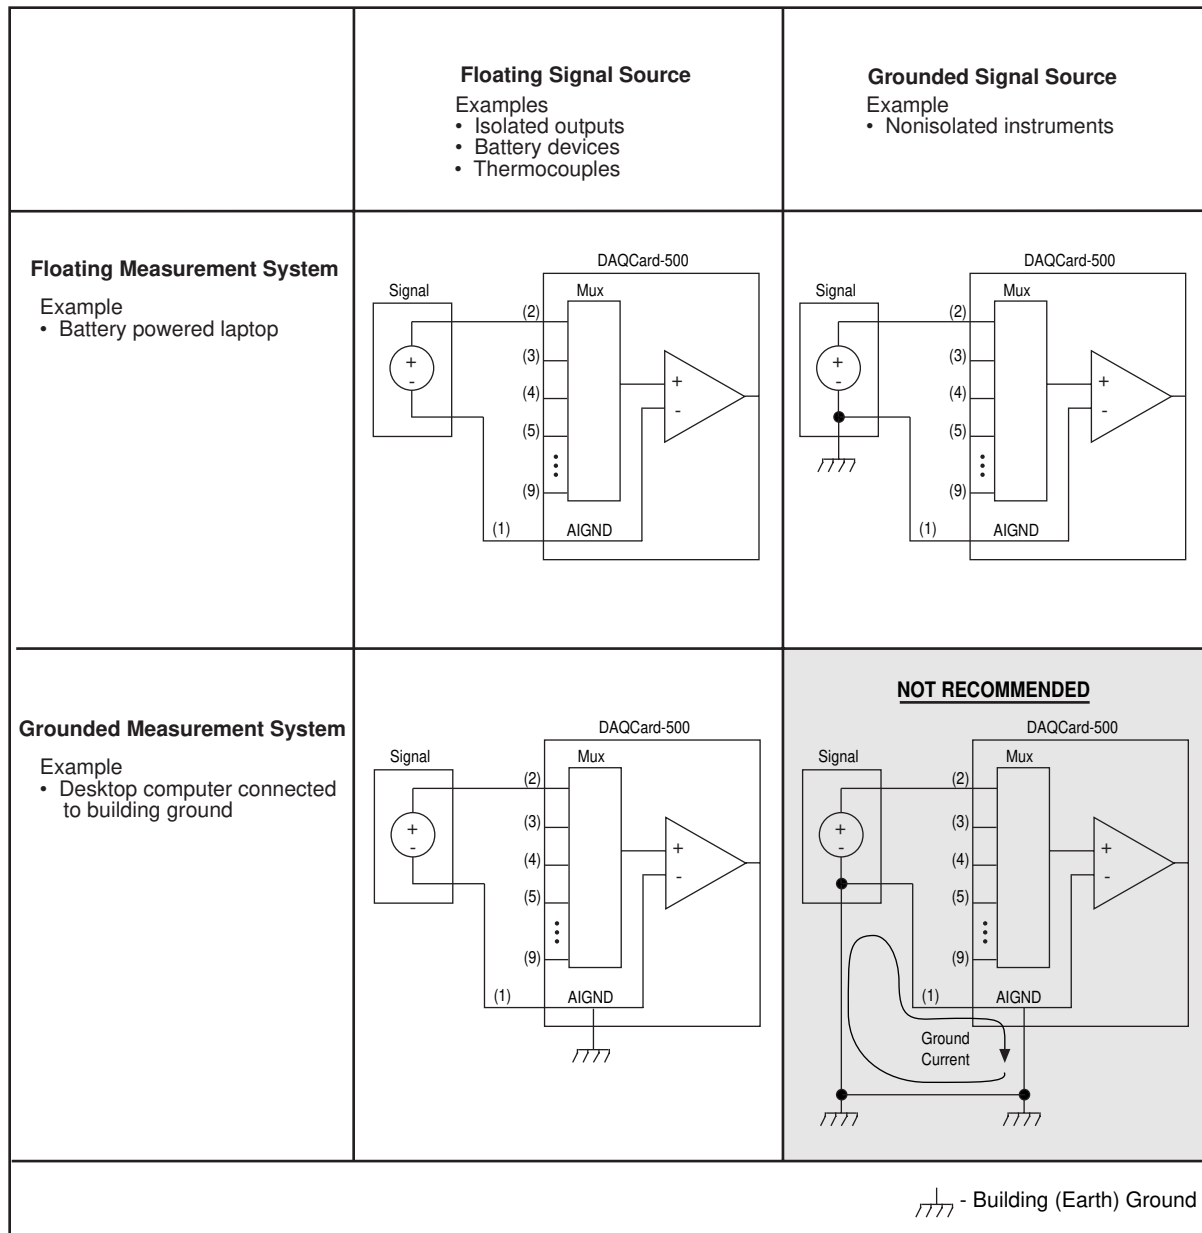 Floating Signal Source
Examples
• Isolated outputs
• Battery devices
• Thermocouples
Grounded Signal Source
Example
• Nonisolated instruments
Floating Measurement System
Example
• Battery powered laptop
DAQCard-500
Signal
Mux
(2)
(3)
(4)
(5)
(9)
(1)
AIGND
+
-
+
-
DAQCard-500
Signal
Mux
(2)
(3)
(4)
(5)
(9)
(1)
AIGND
+
-
+
-
Grounded Measurement System
Example
• Desktop computer connected
to building ground
DAQCard-500
Signal
Mux
(2)
(3)
(4)
(5)
(9)
(1)
AIGND
+
-
+
-
NOT RECOMMENDED
DAQCard-500
Signal
Mux
(2)
(3)
(4)
(5)
(9)
(1)
AIGND
+
-
+
-
Ground
Current
- Building (Earth) Ground